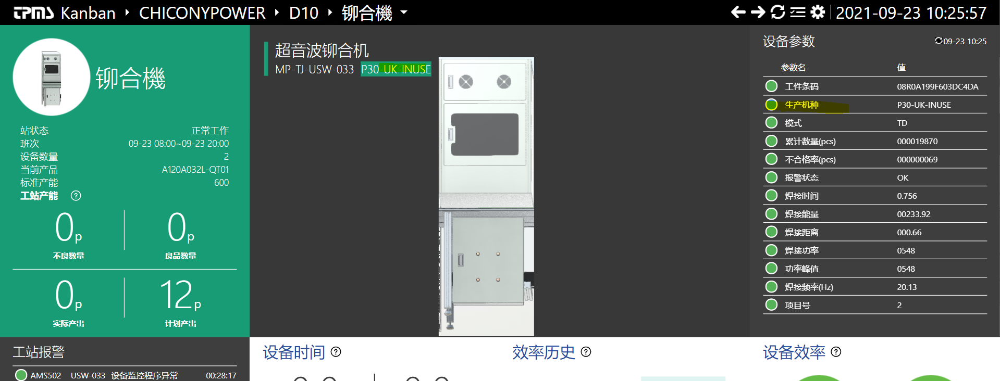 TPMS Kanban CHICONYPOWER D10 铆合機
2021-09-23 10:25:57
铆合機
站状态 正常工作
班次 09-23 08:00~09-23 20:00
设备数量 2
当前产品 A120A032L-QT01
标准产能 600
工站产能 ?
0p 0p
不良数量 良品数量
0p 12p
实际产出 计划产出
工站报警
AMS502 USW-033 设备监控程序异常 00:28:17
超音波铆合机
MP-TJ-USW-033 P30-UK-INUSE
设备参数 09-23 10:25
参数名 值
工件条码 08R0A199F603DC4DA
生产机种 P30-UK-INUSE
模式 TD
累计数量(pcs) 000019870
不合格率(pcs) 000000069
报警状态 OK
焊接时间 0.756
焊接能量 00233.92
焊接距离 000.66
焊接功率 0548
功率峰值 0548
焊接频率(Hz) 20.13
项目号 2
设备时间 ?
效率历史 ?
设备效率 ?